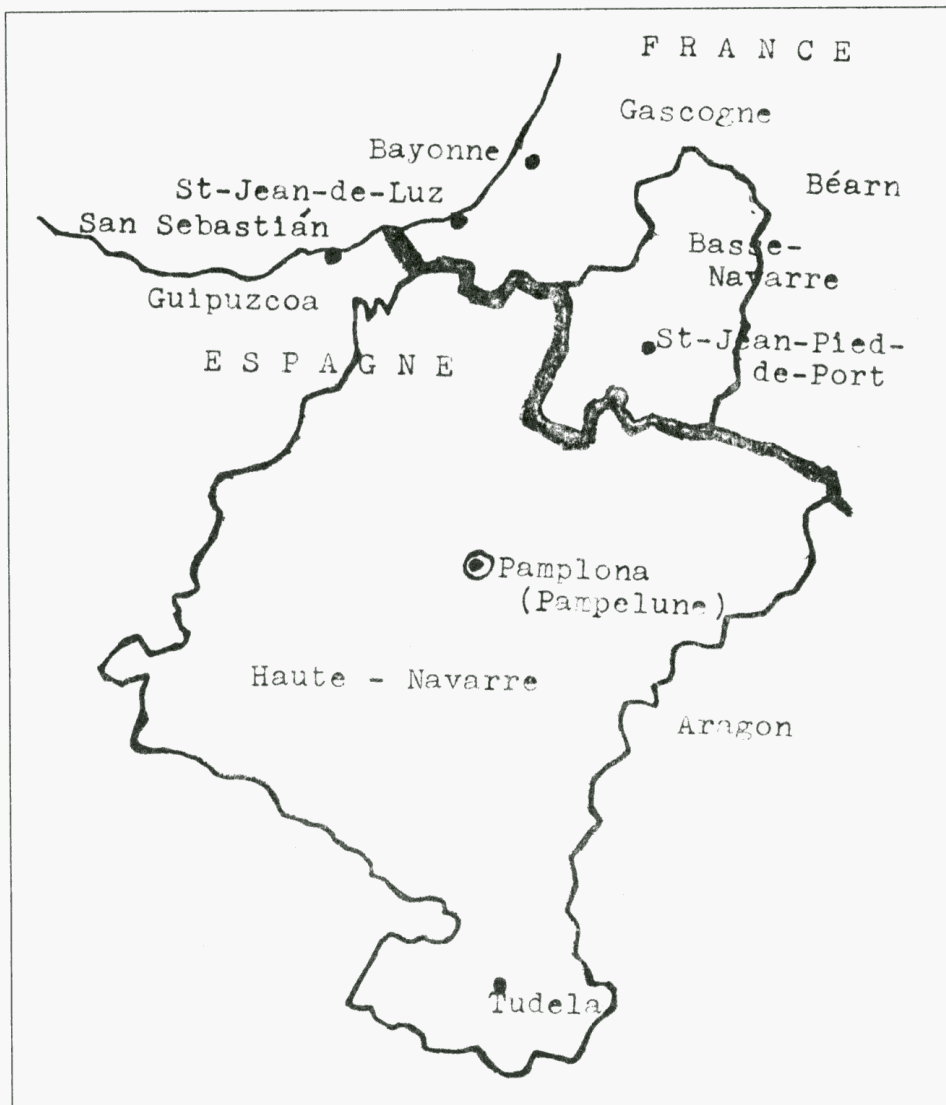 FRANCE
Gascogne
Bayonne
Béarn
St-Jean-de-Luz
San Sebastián
Basse-
Navarre
Guipuzcoa
St-Jean-Pied-
de-Port
ESPAGNE
Pamplona
(Pampelune)
Haute - Navarre
Aragon
Tudela